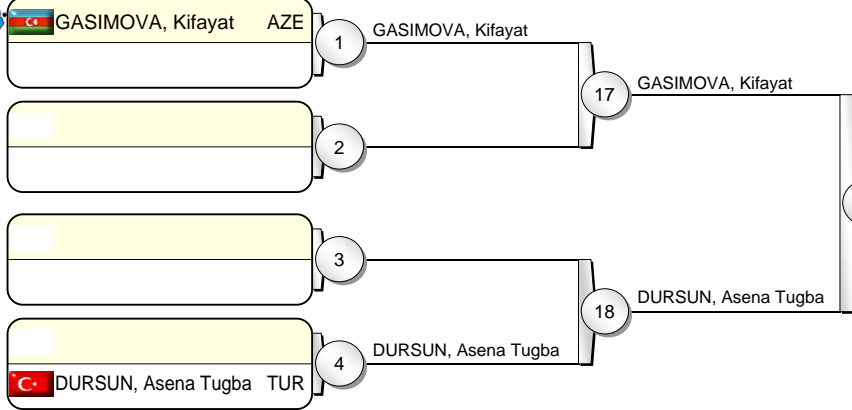 GASIMOVA, Kifayat AZE
1
GASIMOVA, Kifayat
17
GASIMOVA, Kifayat
2
3
18
DURSUN, Asena Tugba
4
DURSUN, Asena Tugba
DURSUN, Asena Tugba TUR